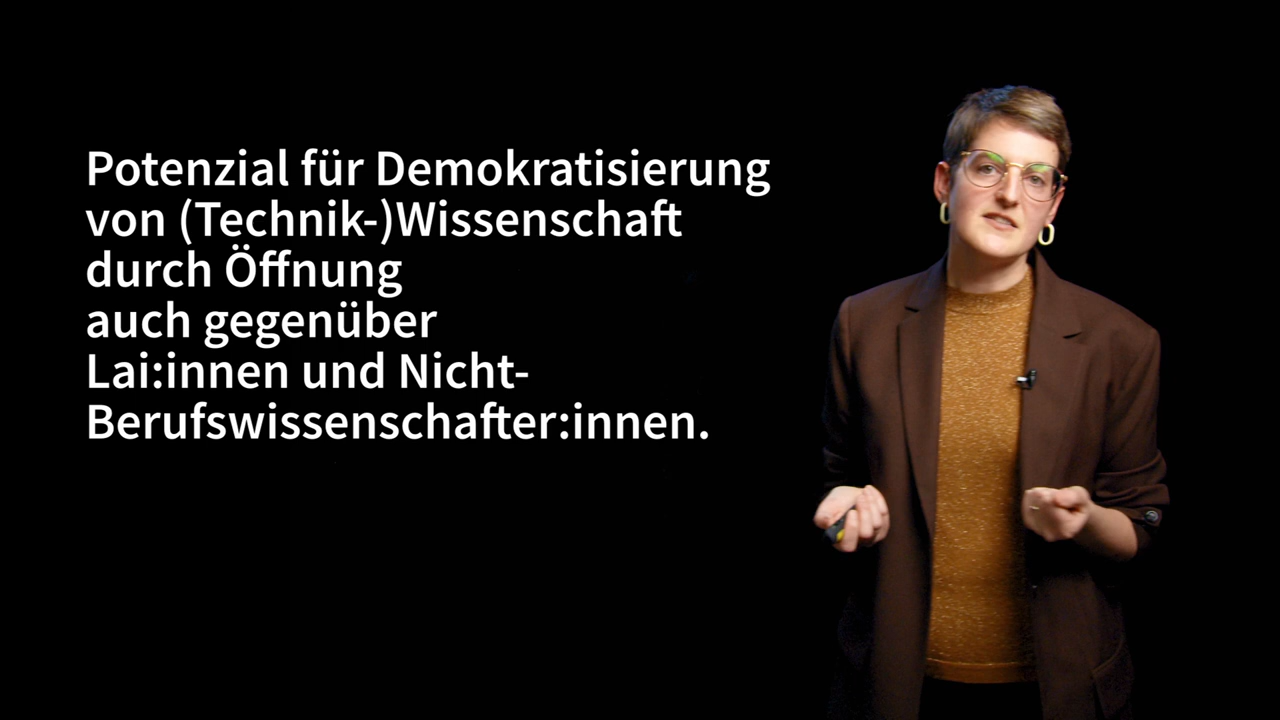 Potenzial für Demokratisierung
von (Technik-)Wissenschaft
durch Öffnung
auch gegenüber
Lai:innen und Nicht-
Berufswissenschafter:innen.